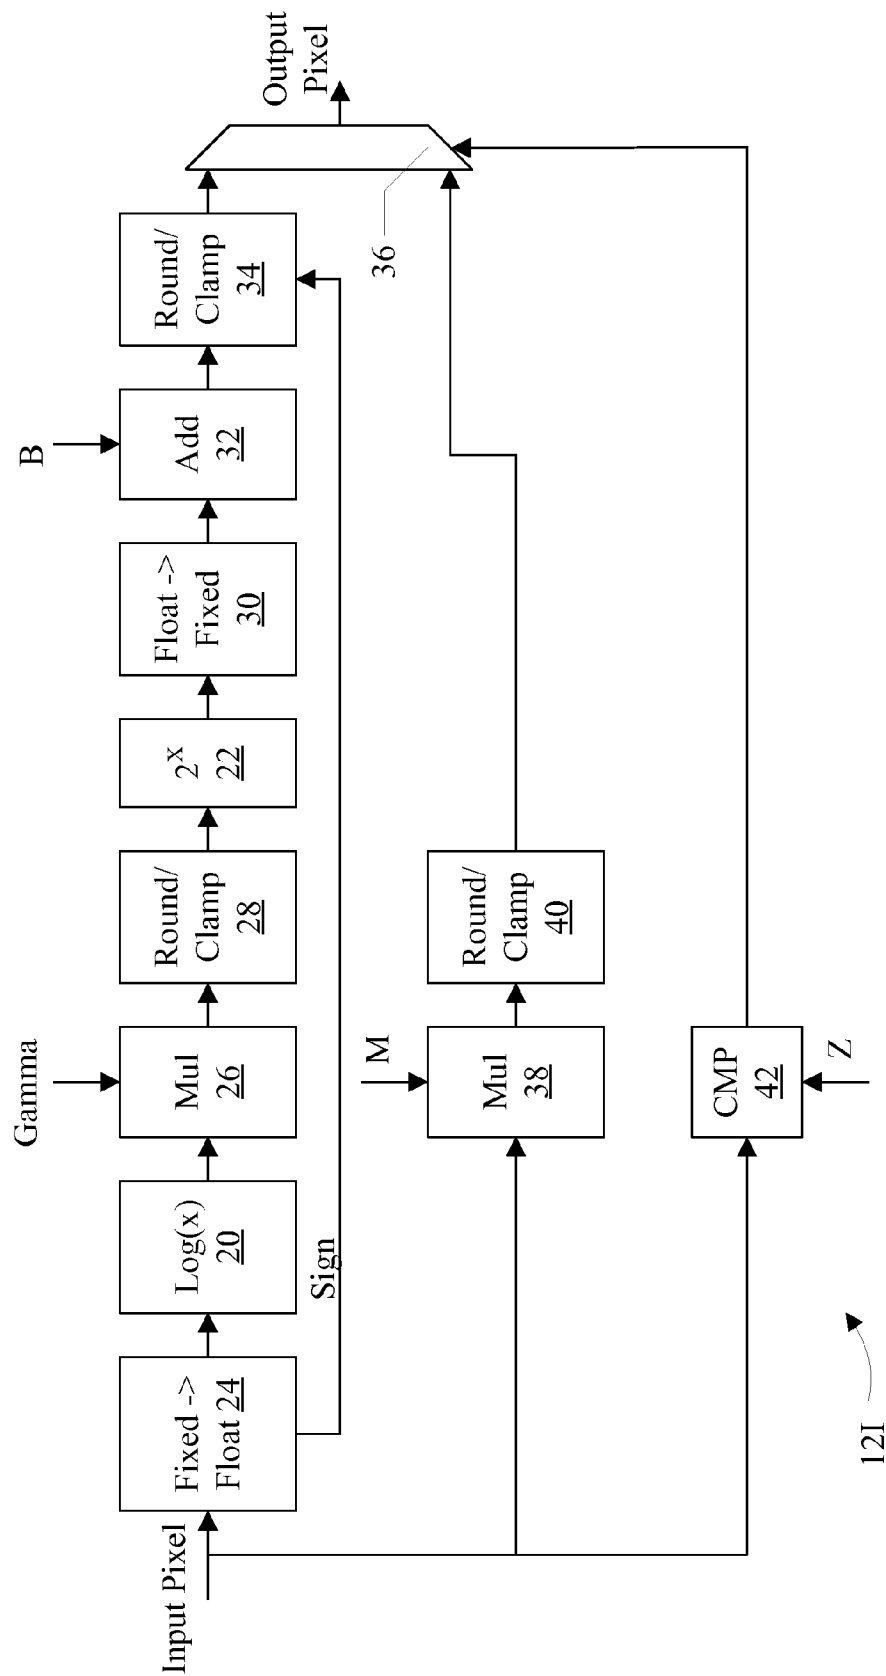 Gamma
B
Input Pixel
Fixed ->
Float 24
Log(x)
20
Mul
26
Round/
Clamp
28
2x
22
Float ->
Fixed
30
Add
32
Round/
Clamp
34
Output
Pixel
Sign
M
36
Mul
38
Round/
Clamp
40
CMP
42
Z
12I